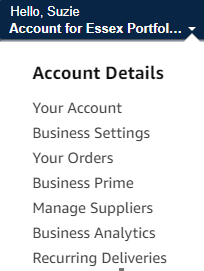 Hello, Suzie
Account for Essex Portfol...
Account Details
Your Account
Business Settings
Your Orders
Business Prime
Manage Suppliers
Business Analytics
Recurring Deliveries